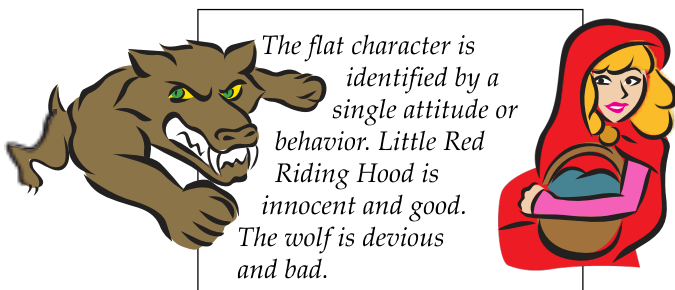 The flat character is
identified by a
single attitude or
behavior. Little Red
Riding Hood is
innocent and good.
The wolf is devious
and bad.